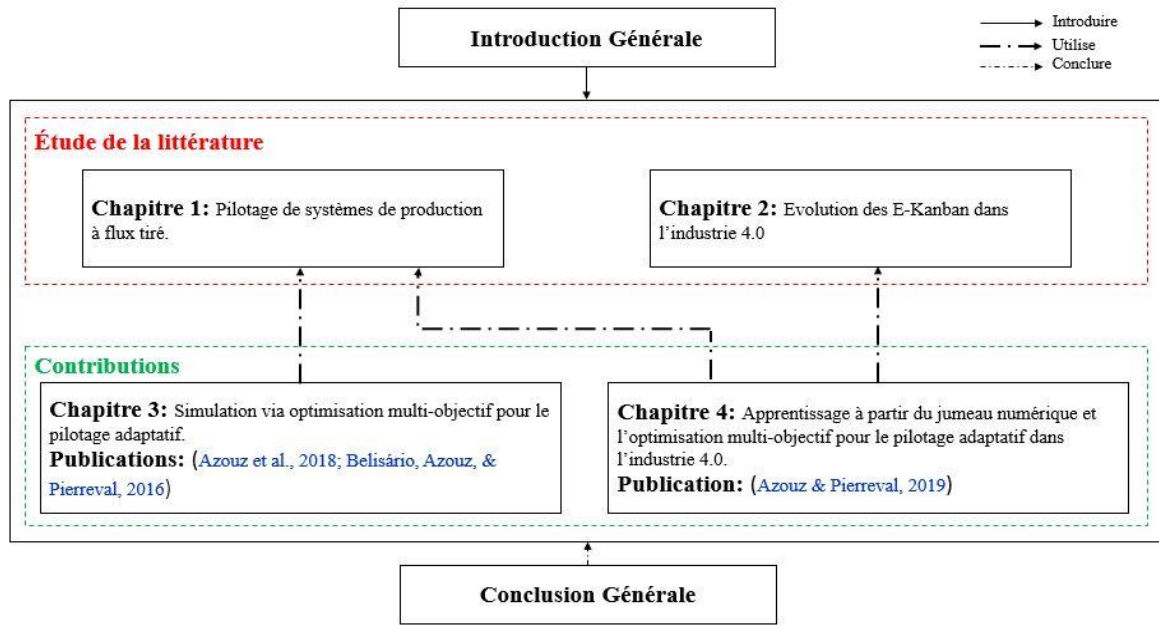 Introduction Générale
Introduire
Utilise
Conclure
Étude de la littérature
Chapitre 1: Pilotage de systèmes de production
à flux tiré.
Chapitre 2: Evolution des E-Kanban dans
l’industrie 4.0
Contributions
Chapitre 3: Simulation via optimisation multi-objectif pour le
pilotage adaptatif.
Publications: (Azouz et al., 2018; Belisário, Azouz, &
Pierreval, 2016)
Chapitre 4: Apprentissage à partir du jumeau numérique et
l’optimisation multi-objectif pour le pilotage adaptatif dans
l’industrie 4.0.
Publication: (Azouz & Pierreval, 2019)
Conclusion Générale